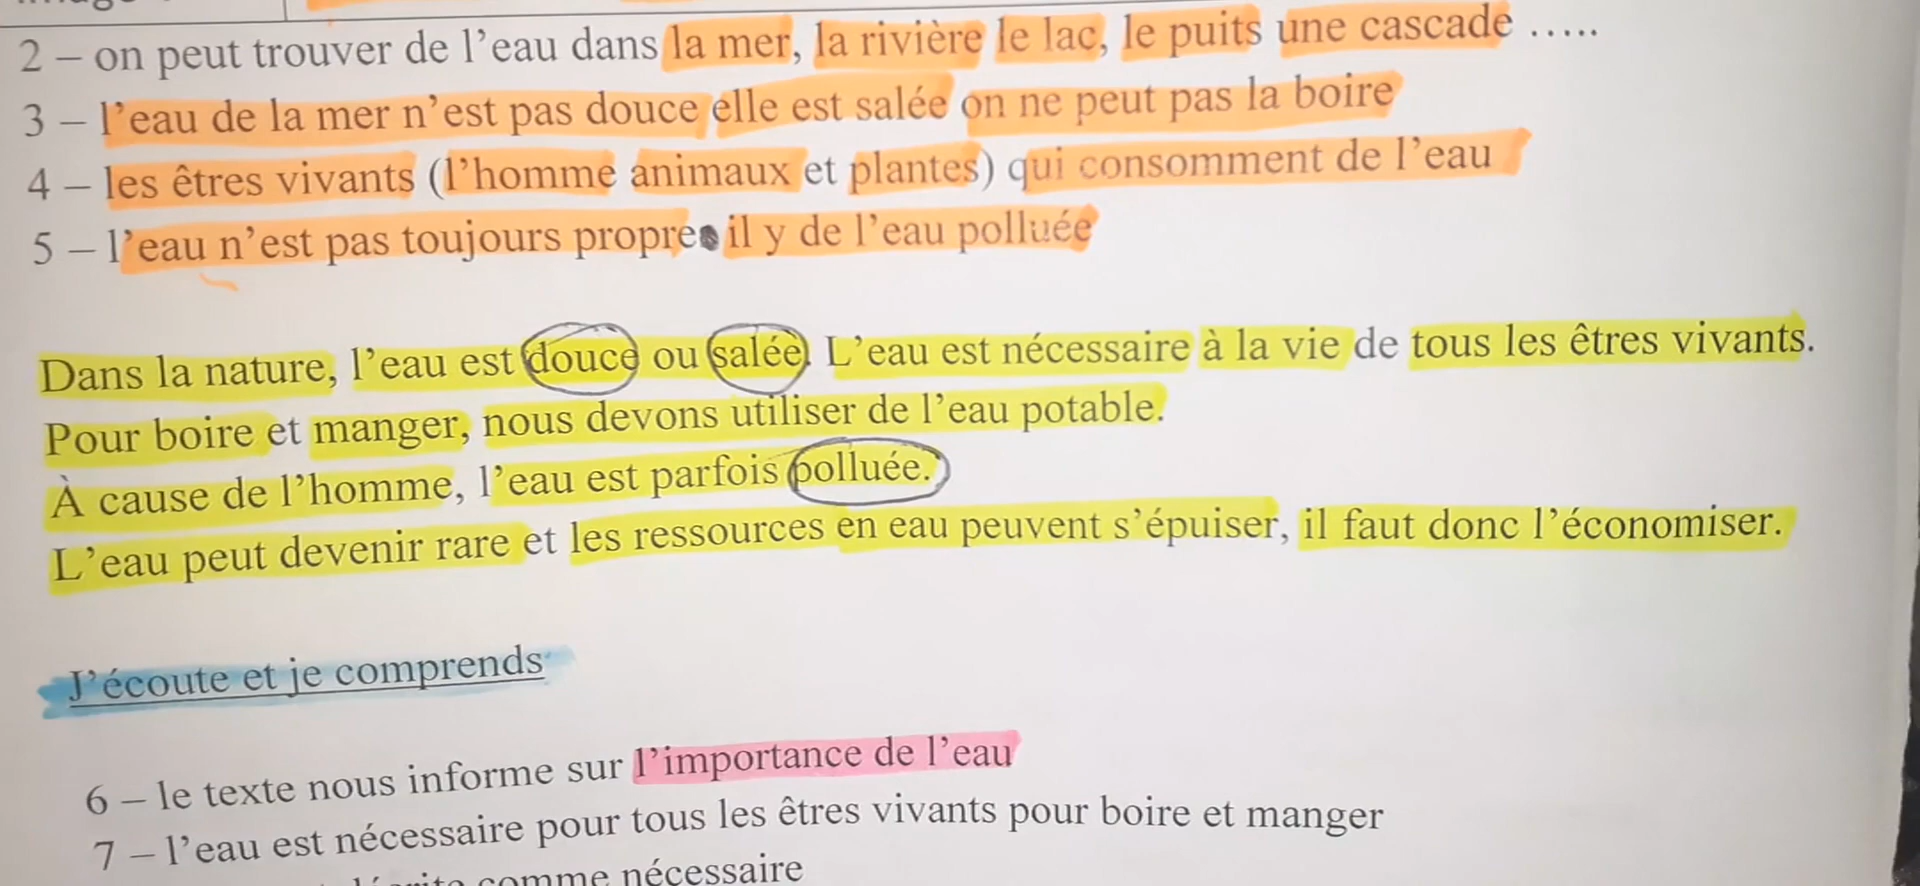 2 – on peut trouver de l’eau dans la mer, la rivière le lac, le puits une cascade …..
3 – l’eau de la mer n’est pas douce elle est salée on ne peut pas la boire
4 – les êtres vivants (l’homme animaux et plantes) qui consomment de l’eau
5 – l’eau n’est pas toujours propre il y de l’eau polluée
Dans la nature, l’eau est douce ou salée. L’eau est nécessaire à la vie de tous les êtres vivants.
Pour boire et manger, nous devons utiliser de l’eau potable.
À cause de l’homme, l’eau est parfois polluée.
L’eau peut devenir rare et les ressources en eau peuvent s’épuiser, il faut donc l’économiser.
J’écoute et je comprends
6 – le texte nous informe sur l’importance de l’eau
7 – l’eau est nécessaire pour tous les êtres vivants pour boire et manger
comme nécessaire